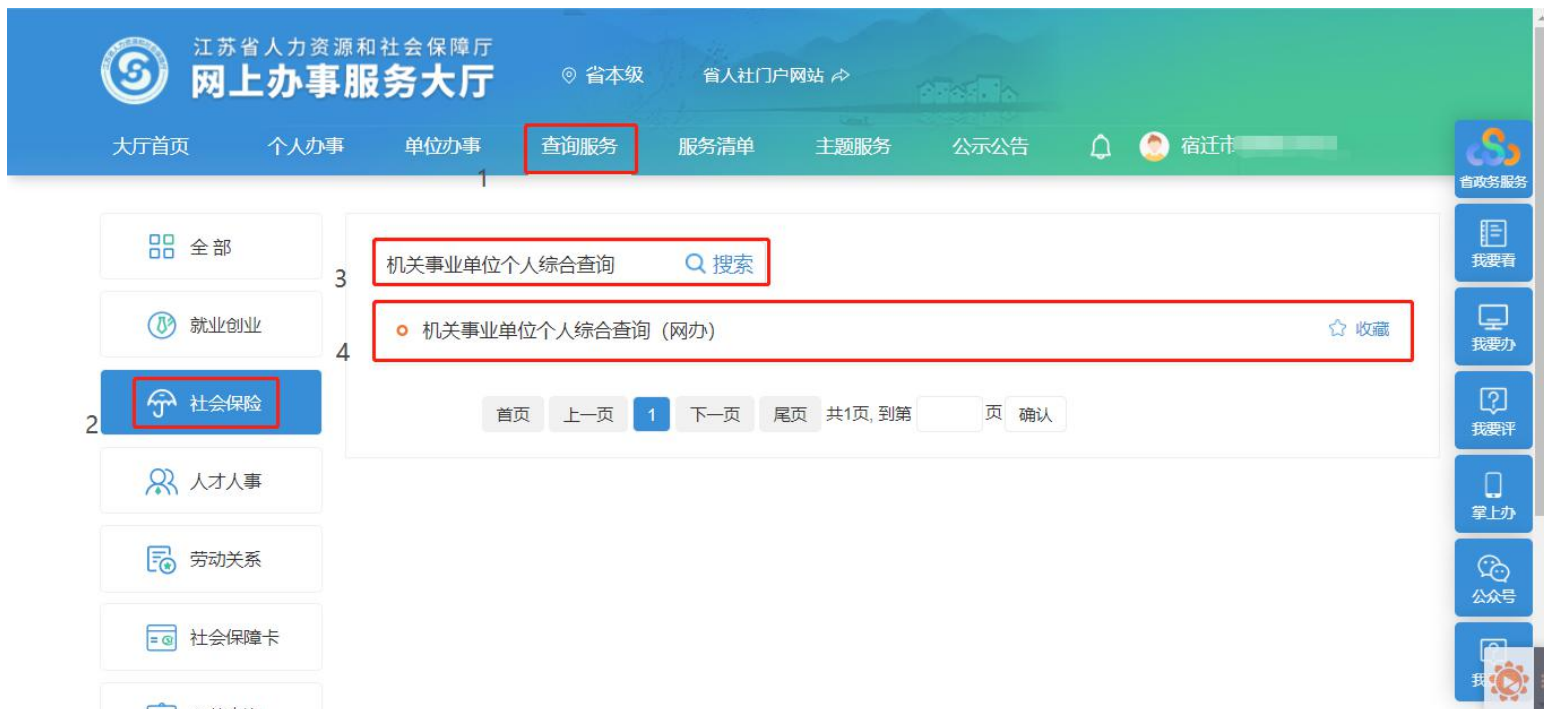 江苏省人力资源和社会保障厅
网上办事服务大厅
省本级
省人社门户网站
大厅首页 个人办事 单位办事 查询服务 服务清单 主题服务 公示公告 宿迁市
1
省政务服务
全部
3
机关事业单位个人综合查询 搜索
我要看
就业创业
4
机关事业单位个人综合查询（网办） 收藏
我要办
2
社会保险
首页 上一页 1 下一页 尾页 共1页, 到第 页 确认
我要评
人才人事
掌上办
劳动关系
公众号
社会保障卡
我